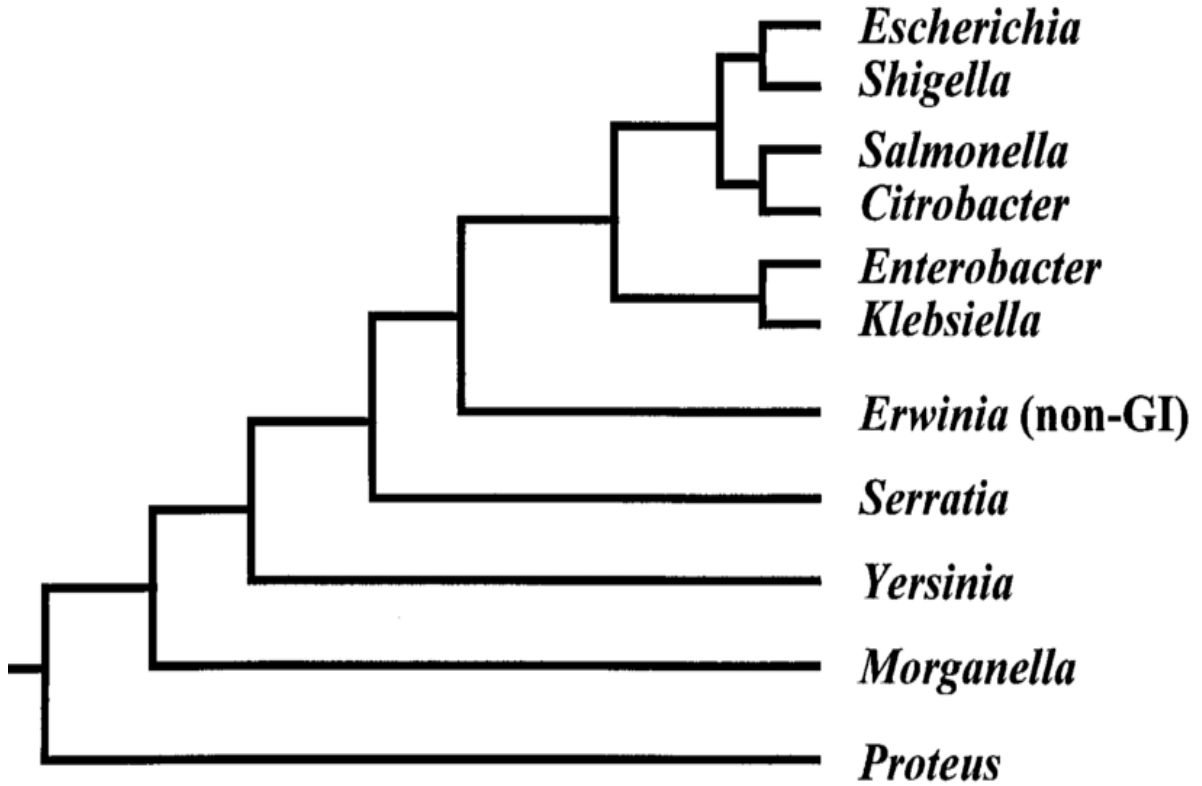 Escherichia
Shigella
Salmonella
Citrobacter
Enterobacter
Klebsiella
Erwinia (non-GI)
Serratia
Yersinia
Morganella
Proteus